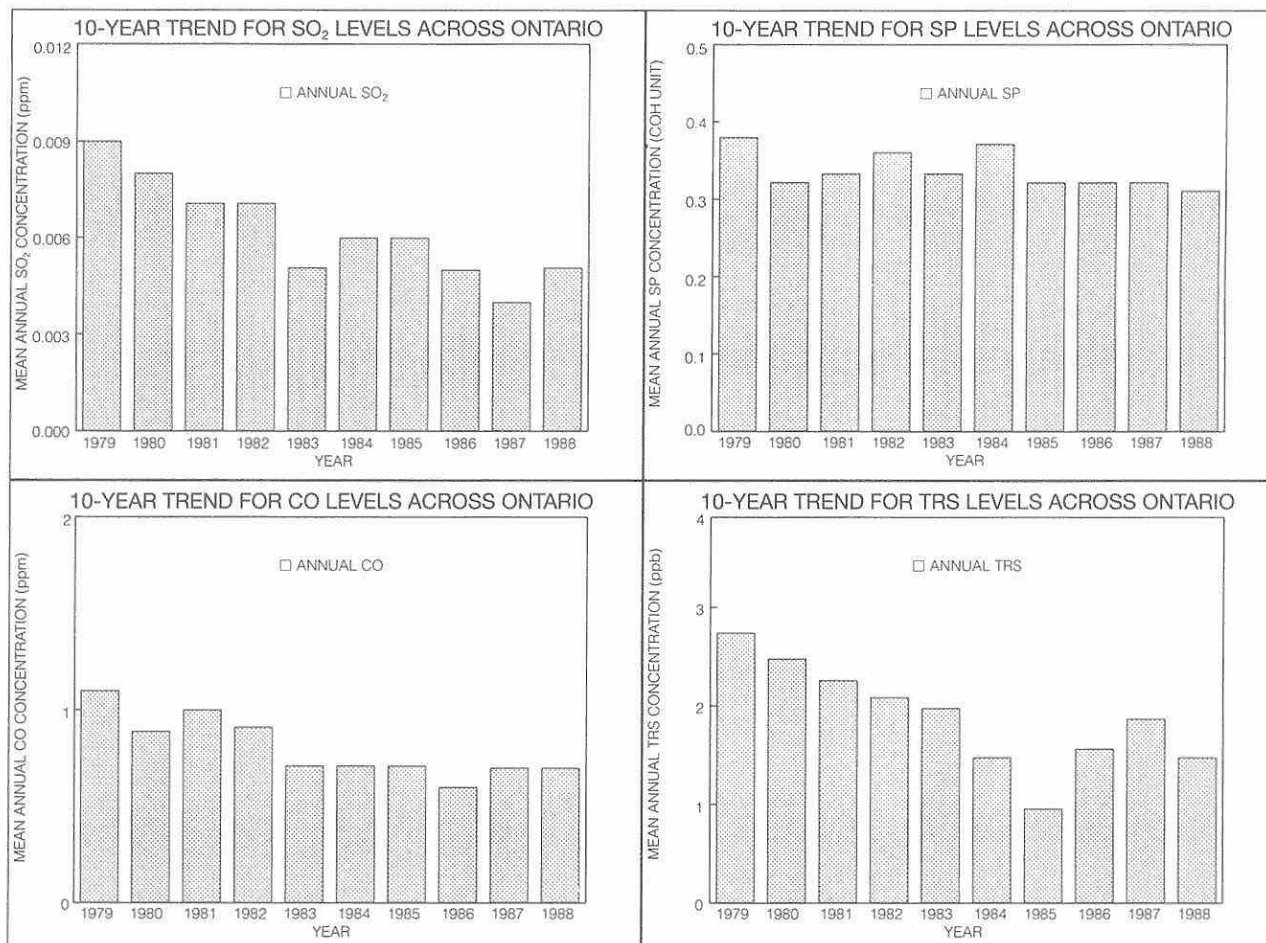 10-YEAR TREND FOR SO₂ LEVELS ACROSS ONTARIO
MEAN ANNUAL SO₂ CONCENTRATION (ppm)
0.012
0.009
0.006
0.003
0.000
ANNUAL SO₂
1979 1980 1981 1982 1983 1984 1985 1986 1987 1988
YEAR
10-YEAR TREND FOR SP LEVELS ACROSS ONTARIO
MEAN ANNUAL SP CONCENTRATION (COH UNIT)
0.5
0.4
0.3
0.2
0.1
0.0
ANNUAL SP
1979 1980 1981 1982 1983 1984 1985 1986 1987 1988
YEAR
10-YEAR TREND FOR CO LEVELS ACROSS ONTARIO
MEAN ANNUAL CO CONCENTRATION (ppm)
2
1
0
ANNUAL CO
1979 1980 1981 1982 1983 1984 1985 1986 1987 1988
YEAR
10-YEAR TREND FOR TRS LEVELS ACROSS ONTARIO
MEAN ANNUAL TRS CONCENTRATION (ppb)
4
3
2
1
0
ANNUAL TRS
1979 1980 1981 1982 1983 1984 1985 1986 1987 1988
YEAR